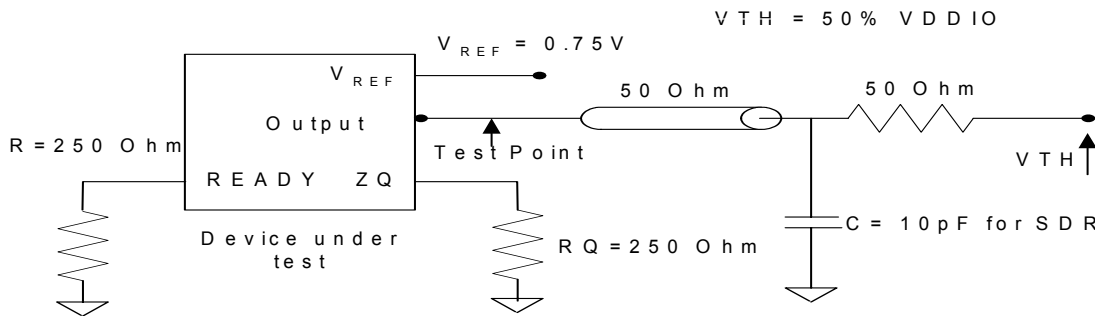 VTH = 50% VDDIO
VREF = 0.75V
VREF
50 Ohm
50 Ohm
Output
R=250 Ohm
Test Point
VTH
READY ZQ
C= 10pF for SDR
Device under
test
RQ=250 Ohm